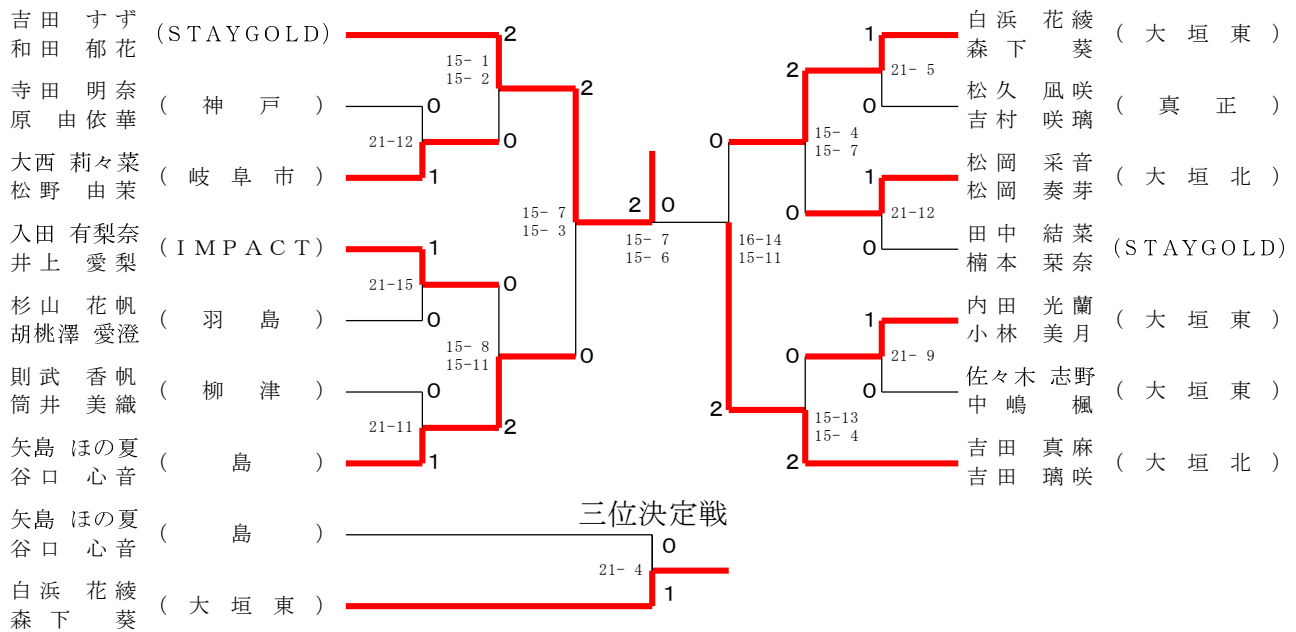 吉田 すず
和田 郁花
(STAYGOLD)
2
15- 1
15- 2
寺田 明奈
原 由依華
( 神 戸 )
0
21-12
0
大西 莉々菜
松野 由茉
( 岐 阜 市 )
1
2
15- 7
15- 3
入田 有梨奈
井上 愛梨
(IMPACT)
1
21-15
0
杉山 花帆
胡桃澤 愛澄
( 羽 島 )
0
15- 8
15-11
0
則武 香帆
筒井 美織
( 柳 津 )
0
21-11
2
矢島 ほの夏
谷口 心音
( 島 )
1
2 0
15- 7
15- 6
白浜 花綾
森下 葵
( 大 垣 東 )
1
21- 5
2
松久 凪咲
吉村 咲璃
( 真 正 )
0
0
15- 4
15- 7
松岡 采音
松岡 奏芽
( 大 垣 北 )
1
0
21-12
田中 結菜
楠本 栞奈
(STAYGOLD)
0
16-14
15-11
内田 光蘭
小林 美月
( 大 垣 東 )
1
0
21- 9
佐々木 志野
中嶋 楓
( 大 垣 東 )
0
2
15-13
15- 4
吉田 真麻
吉田 璃咲
( 大 垣 北 )
2
三位決定戦
矢島 ほの夏
谷口 心音
( 島 )
0
21- 4
白浜 花綾
森下 葵
( 大 垣 東 )
1